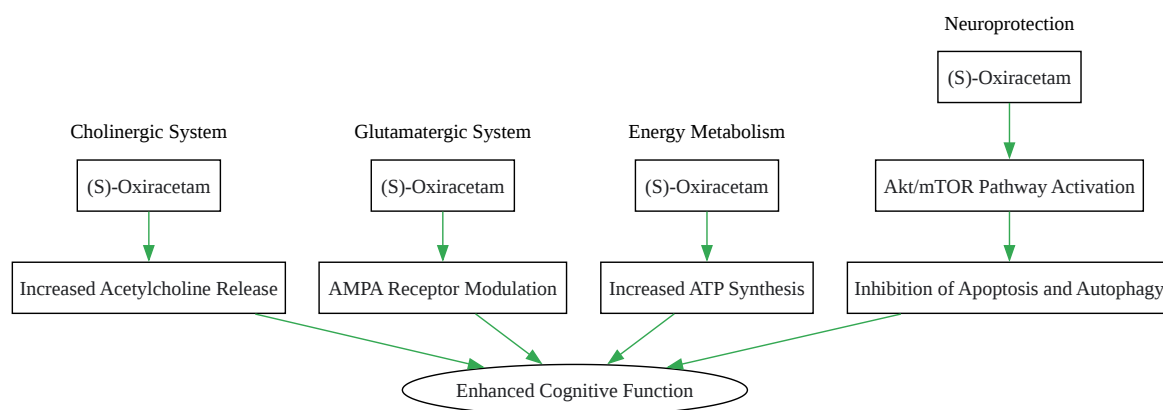 Neuroprotection
(S)-Oxiracetam
Cholinergic System
Glutamatergic System
Energy Metabolism
(S)-Oxiracetam
(S)-Oxiracetam
(S)-Oxiracetam
Akt/mTOR Pathway Activation
Increased Acetylcholine Release
AMPA Receptor Modulation
Increased ATP Synthesis
Inhibition of Apoptosis and Autophagy
Enhanced Cognitive Function